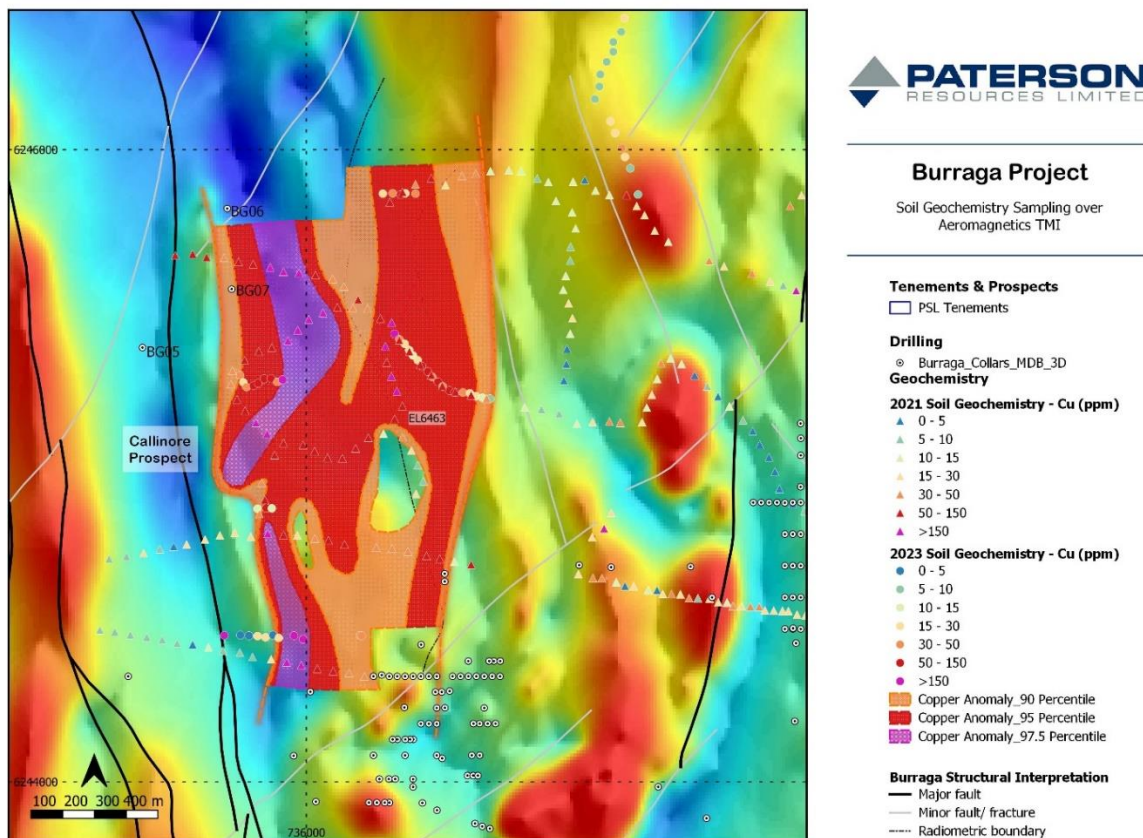 PATERSON
RESOURCES LIMITED
Burraga Project
Soil Geochemistry Sampling over
Aeromagnetics TMI
Tenements & Prospects
PSL Tenements
Drilling
Burraga_Collars_MDB_3D
Geochemistry
2021 Soil Geochemistry - Cu (ppm)
0 - 5
5 - 10
10 - 15
15 - 30
30 - 50
50 - 150
>150
2023 Soil Geochemistry - Cu (ppm)
0 - 5
5 - 10
10 - 15
15 - 30
30 - 50
50 - 150
>150
Copper Anomaly_90 Percentile
Copper Anomaly_95 Percentile
Copper Anomaly_97.5 Percentile
Burraga Structural Interpretation
Major fault
Minor fault/ fracture
Radiometric boundary
6246000
BG06
BG07
BG05
EL6463
Callinore
Prospect
6244000
100 200 300 400 m
736000